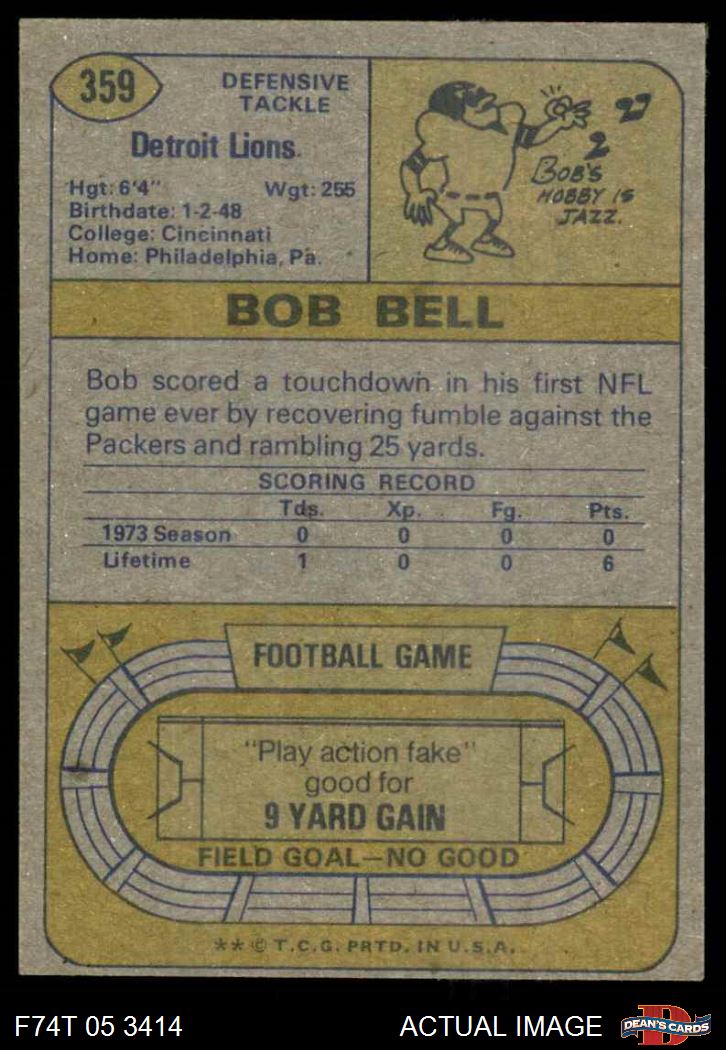 359
DEFENSIVE
TACKLE
Detroit Lions
Hgt: 6'4" Wgt: 255
Birthdate: 1-2-48
College: Cincinnati
Home: Philadelphia, Pa.
BOB'S
HOBBY IS
JAZZ.
BOB BELL
Bob scored a touchdown in his first NFL
game ever by recovering fumble against the
Packers and rambling 25 yards.
SCORING RECORD
Tds. Xp. Fg. Pts.
1973 Season 0 0 0 0
Lifetime 1 0 0 6
FOOTBALL GAME
"Play action fake"
good for
9 YARD GAIN
FIELD GOAL—NO GOOD
** © T.C.G. PRTD. IN U.S.A.
F74T 05 3414 ACTUAL IMAGE
D
DEAN'S CARDS